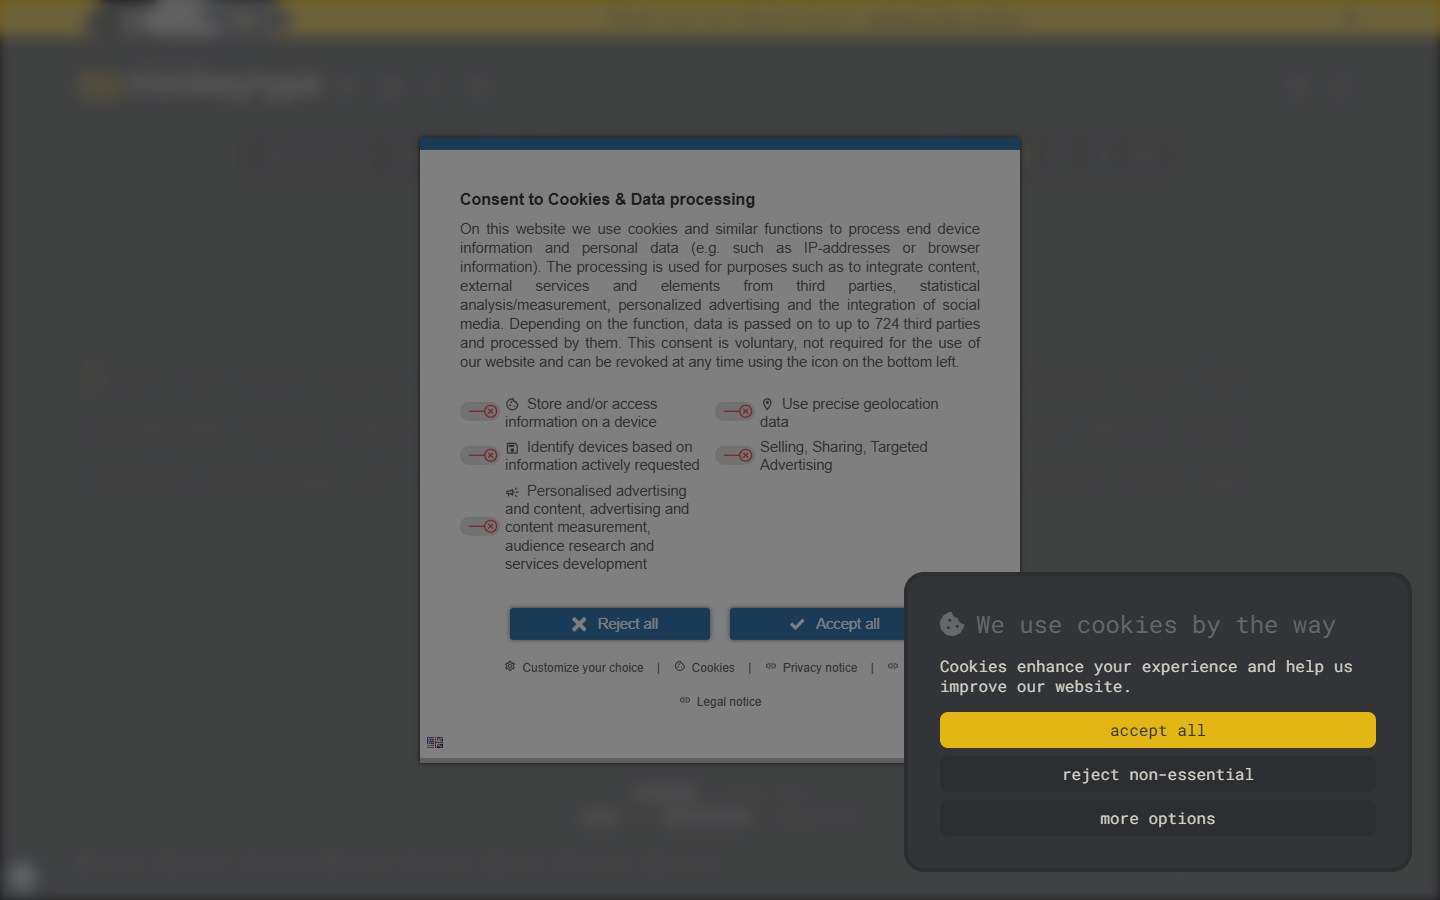 Consent to Cookies & Data processing
On this website we use cookies and similar functions to process end device
information and personal data (e.g. such as IP-addresses or browser
information). The processing is used for purposes such as to integrate content,
external services and elements from third parties, statistical
analysis/measurement, personalized advertising and the integration of social
media. Depending on the function, data is passed on to up to 724 third parties
and processed by them. This consent is voluntary, not required for the use of
our website and can be revoked at any time using the icon on the bottom left.
Store and/or access
information on a device
Use precise geolocation
data
Identify devices based on
information actively requested
Selling, Sharing, Targeted
Advertising
Personalised advertising
and content, advertising and
content measurement,
audience research and
services development
Reject all
Accept all
Customize your choice | Cookies | Privacy notice |
Legal notice
We use cookies by the way
Cookies enhance your experience and help us
improve our website.
accept all
reject non-essential
more options